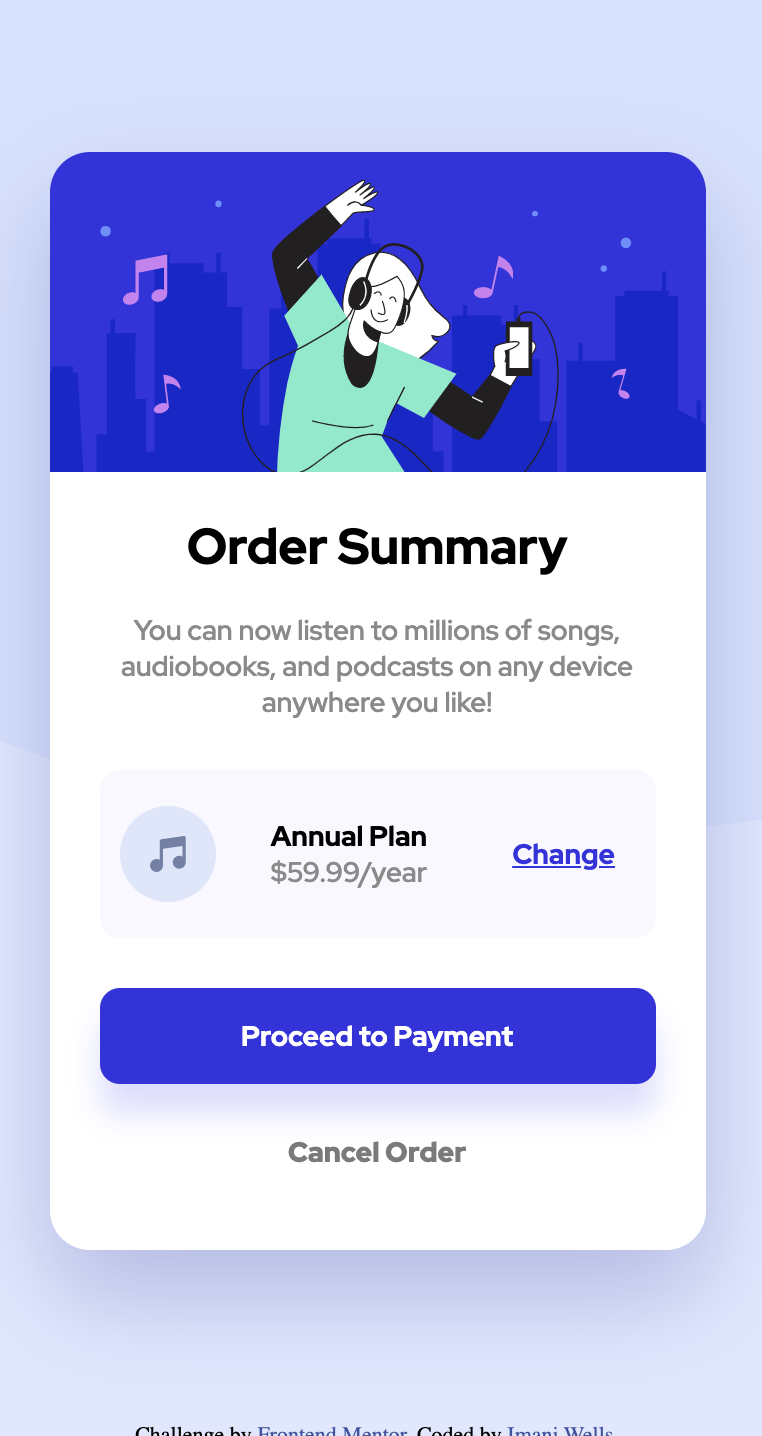 Order Summary
You can now listen to millions of songs,
audiobooks, and podcasts on any device
anywhere you like!
Annual Plan
$59.99/year
Change
Proceed to Payment
Cancel Order
Challenge by Frontend Mentor. Coded by Imani Wells.